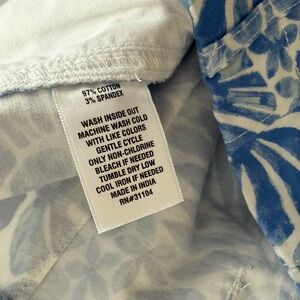 97% COTTON
3% SPANDEX
WASH INSIDE OUT
MACHINE WASH COLD
WITH LIKE COLORS
GENTLE CYCLE
ONLY NON-CHLORINE
BLEACH IF NEEDED
TUMBLE DRY LOW
COOL IRON IF NEEDED
MADE IN INDIA
RN#31104